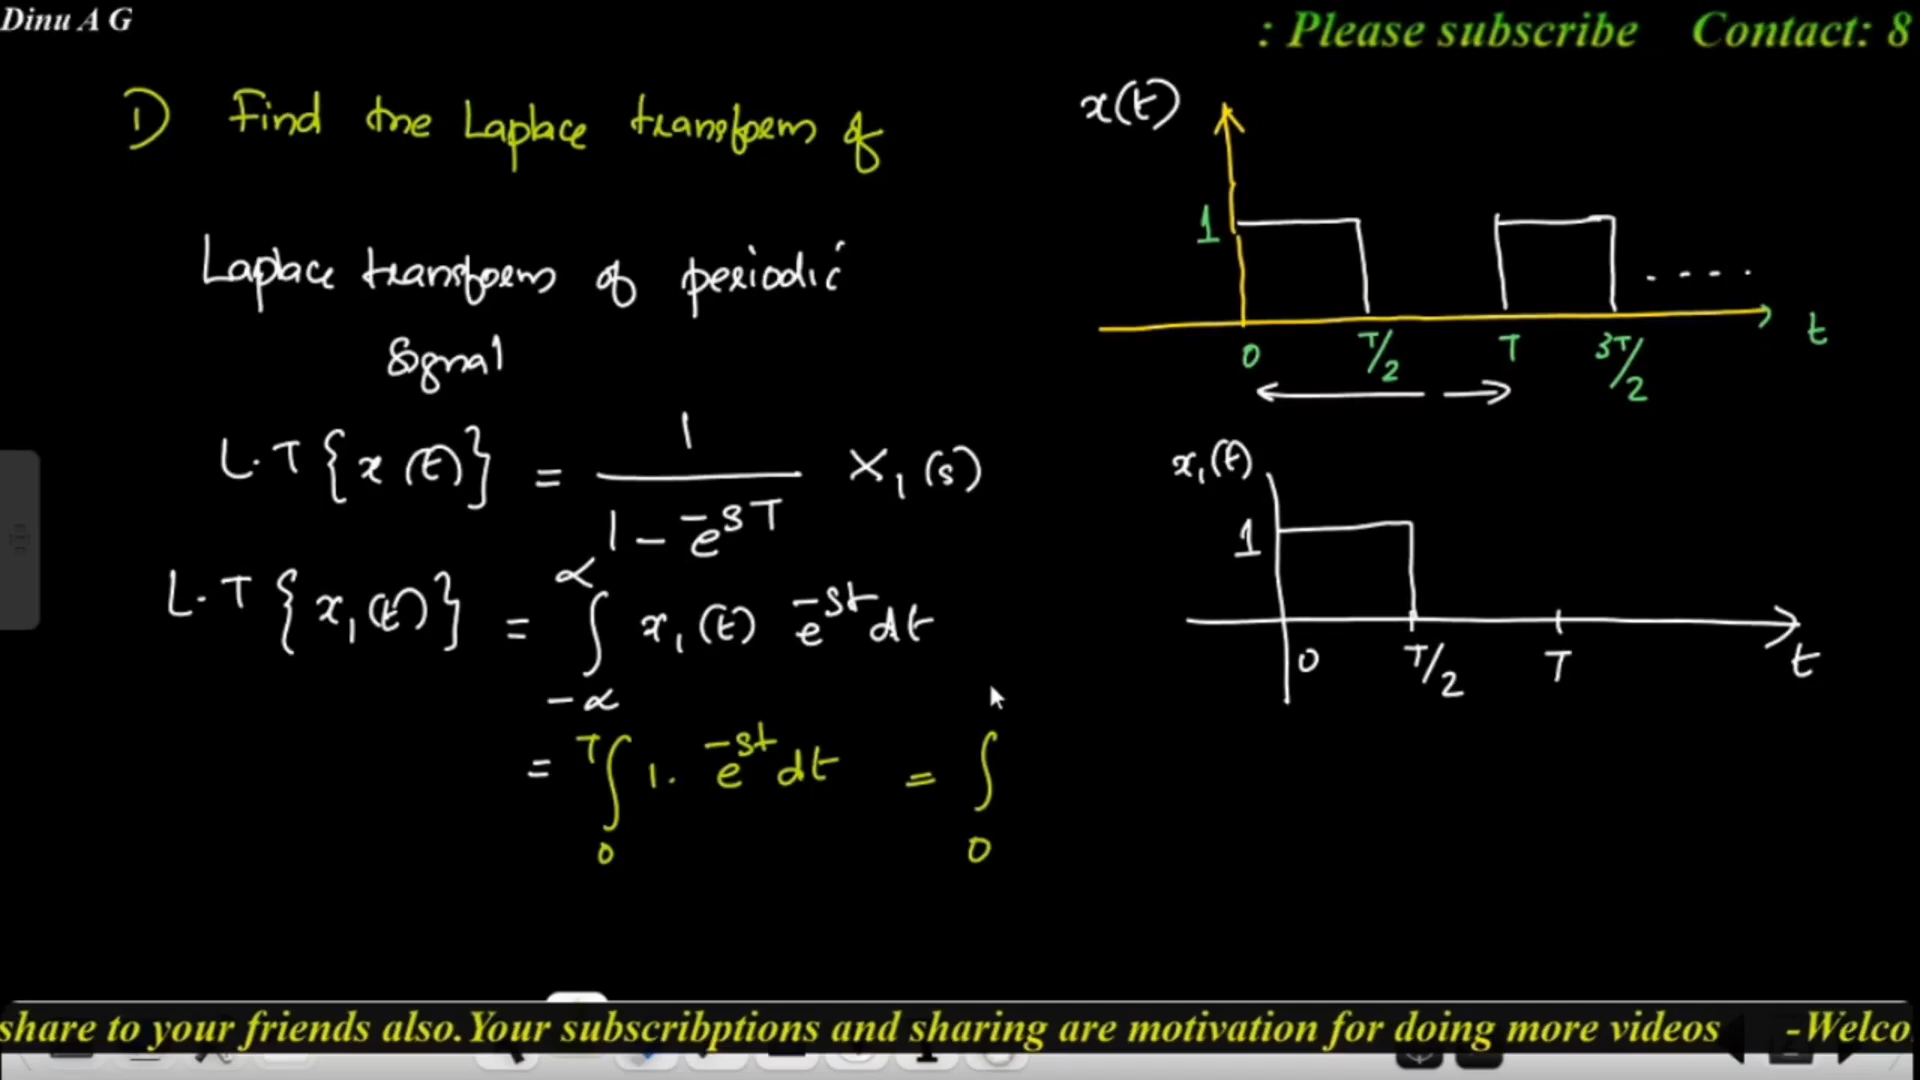 Dinu A G
: Please subscribe Contact: 8
1) Find the Laplace transform of
Laplace transform of periodic
signal
L.T {x(t)} = 1 / (1 - e^-sT) X₁(s)
L.T {x₁(t)} = ∫_-α^α x₁(t) e^-st dt
= ∫_0^T 1. e^-st dt = ∫_0
x(t)
1
0 T/2 T 3T/2 t
x₁(t)
1
0 T/2 T t
share to your friends also.Your subscribptions and sharing are motivation for doing more videos -Welco